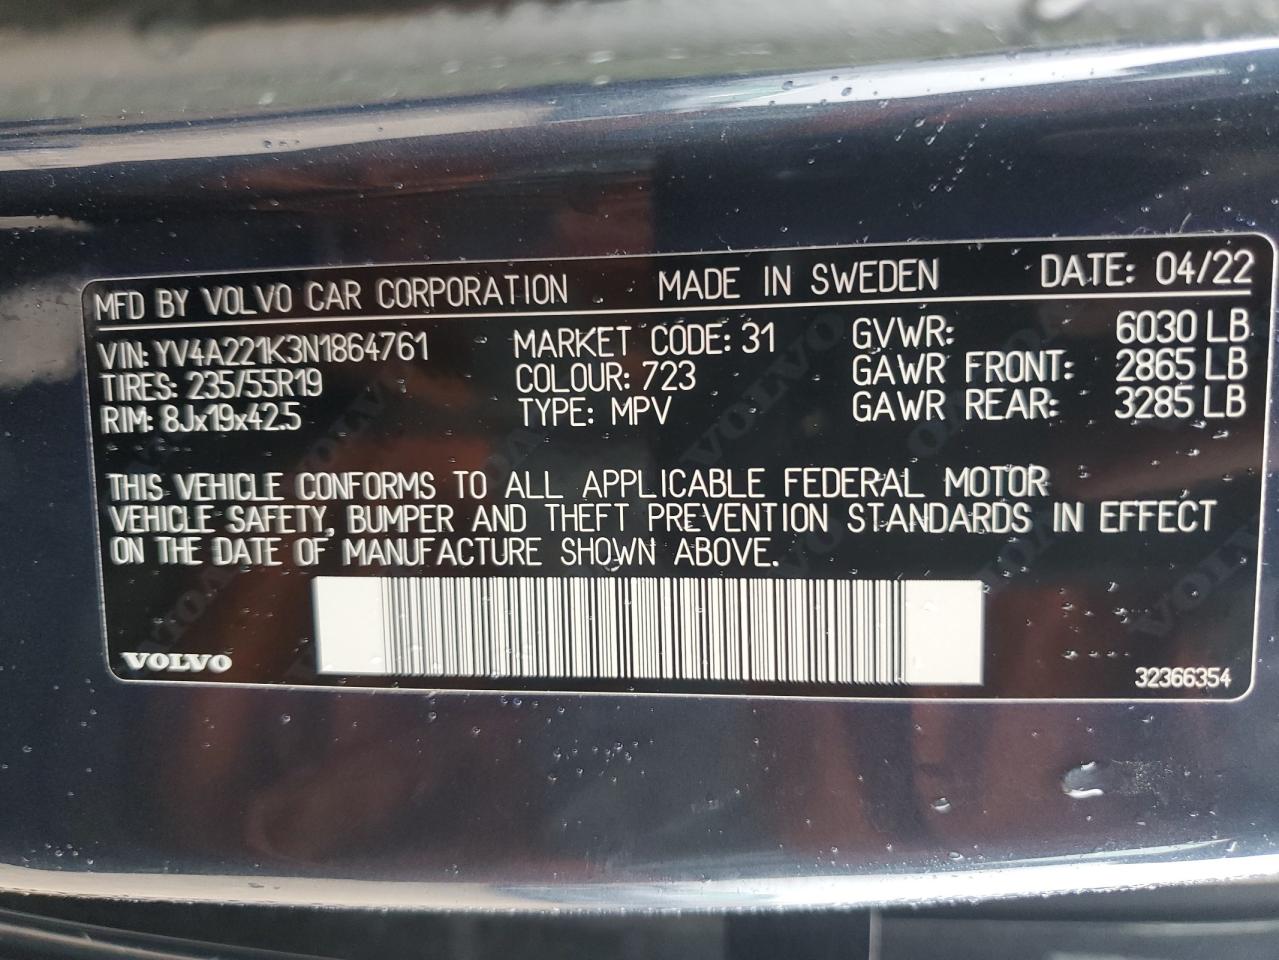 MFD BY VOLVO CAR CORPORATION MADE IN SWEDEN DATE: 04/22
VIN: YV4A221K3N1864761 MARKET CODE: 31 GVWR: 6030 LB
TIRES: 235/55R19 COLOUR: 723 GAWR FRONT: 2865 LB
RIM: 8Jx19x42.5 TYPE: MPV GAWR REAR: 3285 LB
THIS VEHICLE CONFORMS TO ALL APPLICABLE FEDERAL MOTOR
VEHICLE SAFETY, BUMPER AND THEFT PREVENTION STANDARDS IN EFFECT
ON THE DATE OF MANUFACTURE SHOWN ABOVE.
VOLVO 32366354